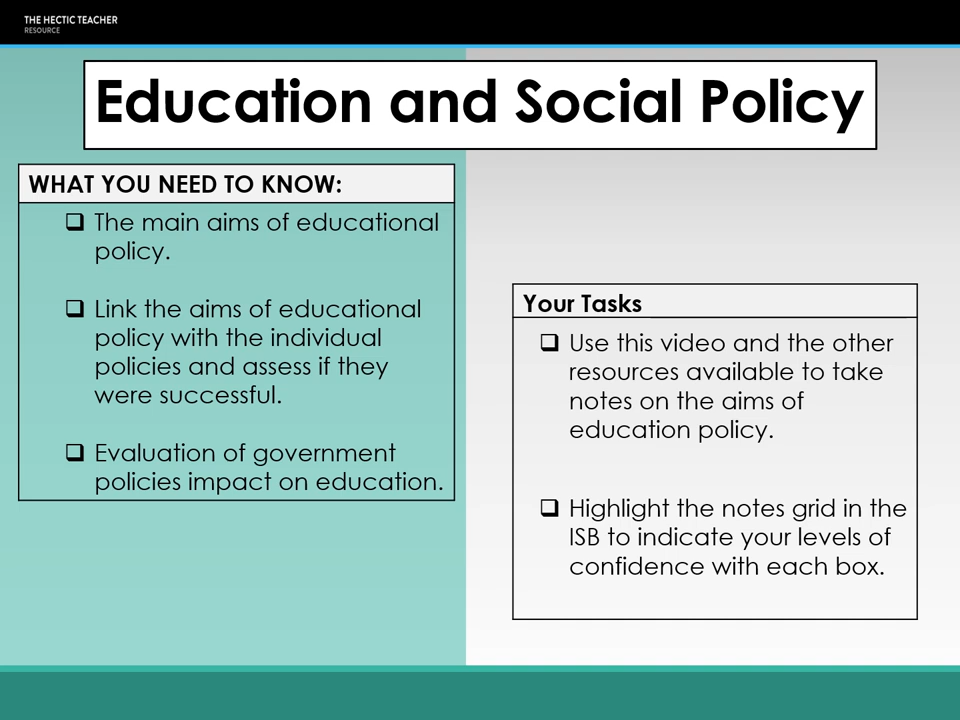 THE HECTIC TEACHER
RESOURCE
Education and Social Policy
WHAT YOU NEED TO KNOW:
❑ The main aims of educational
policy.
❑ Link the aims of educational
policy with the individual
policies and assess if they
were successful.
❑ Evaluation of government
policies impact on education.
Your Tasks
❑ Use this video and the other
resources available to take
notes on the aims of
education policy.
❑ Highlight the notes grid in the
ISB to indicate your levels of
confidence with each box.